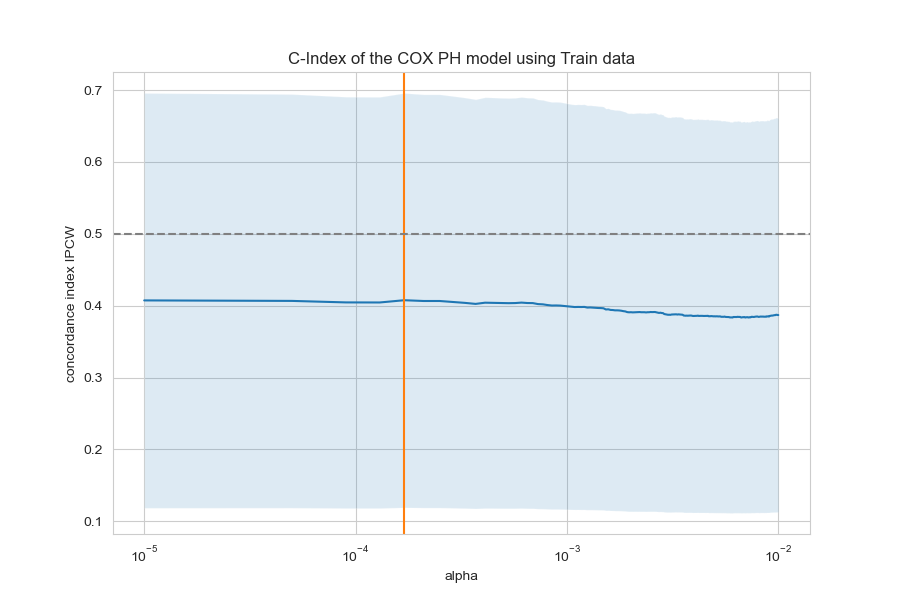 C-Index of the COX PH model using Train data
0.7
0.6
0.5
0.4
0.3
0.2
0.1
concordance index IPCW
10⁻⁵ 10⁻⁴ 10⁻³ 10⁻²
alpha